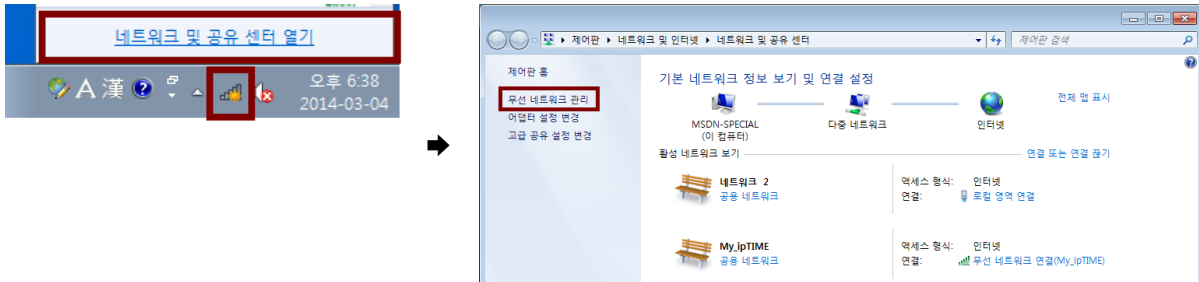 네트워크 및 공유 센터 열기
A 漢
오후 6:38
2014-03-04
제어판 ▸ 네트워크 및 인터넷 ▸ 네트워크 및 공유 센터
제어판 검색
제어판 홈
무선 네트워크 관리
어댑터 설정 변경
고급 공유 설정 변경
기본 네트워크 정보 보기 및 연결 설정
전체 맵 표시
MSDN-SPECIAL
(이 컴퓨터)
다중 네트워크
인터넷
활성 네트워크 보기
연결 또는 연결 끊기
네트워크 2
공용 네트워크
액세스 형식: 인터넷
연결: 로컬 영역 연결
My_ipTIME
공용 네트워크
액세스 형식: 인터넷
연결: 무선 네트워크 연결(My_ipTIME)